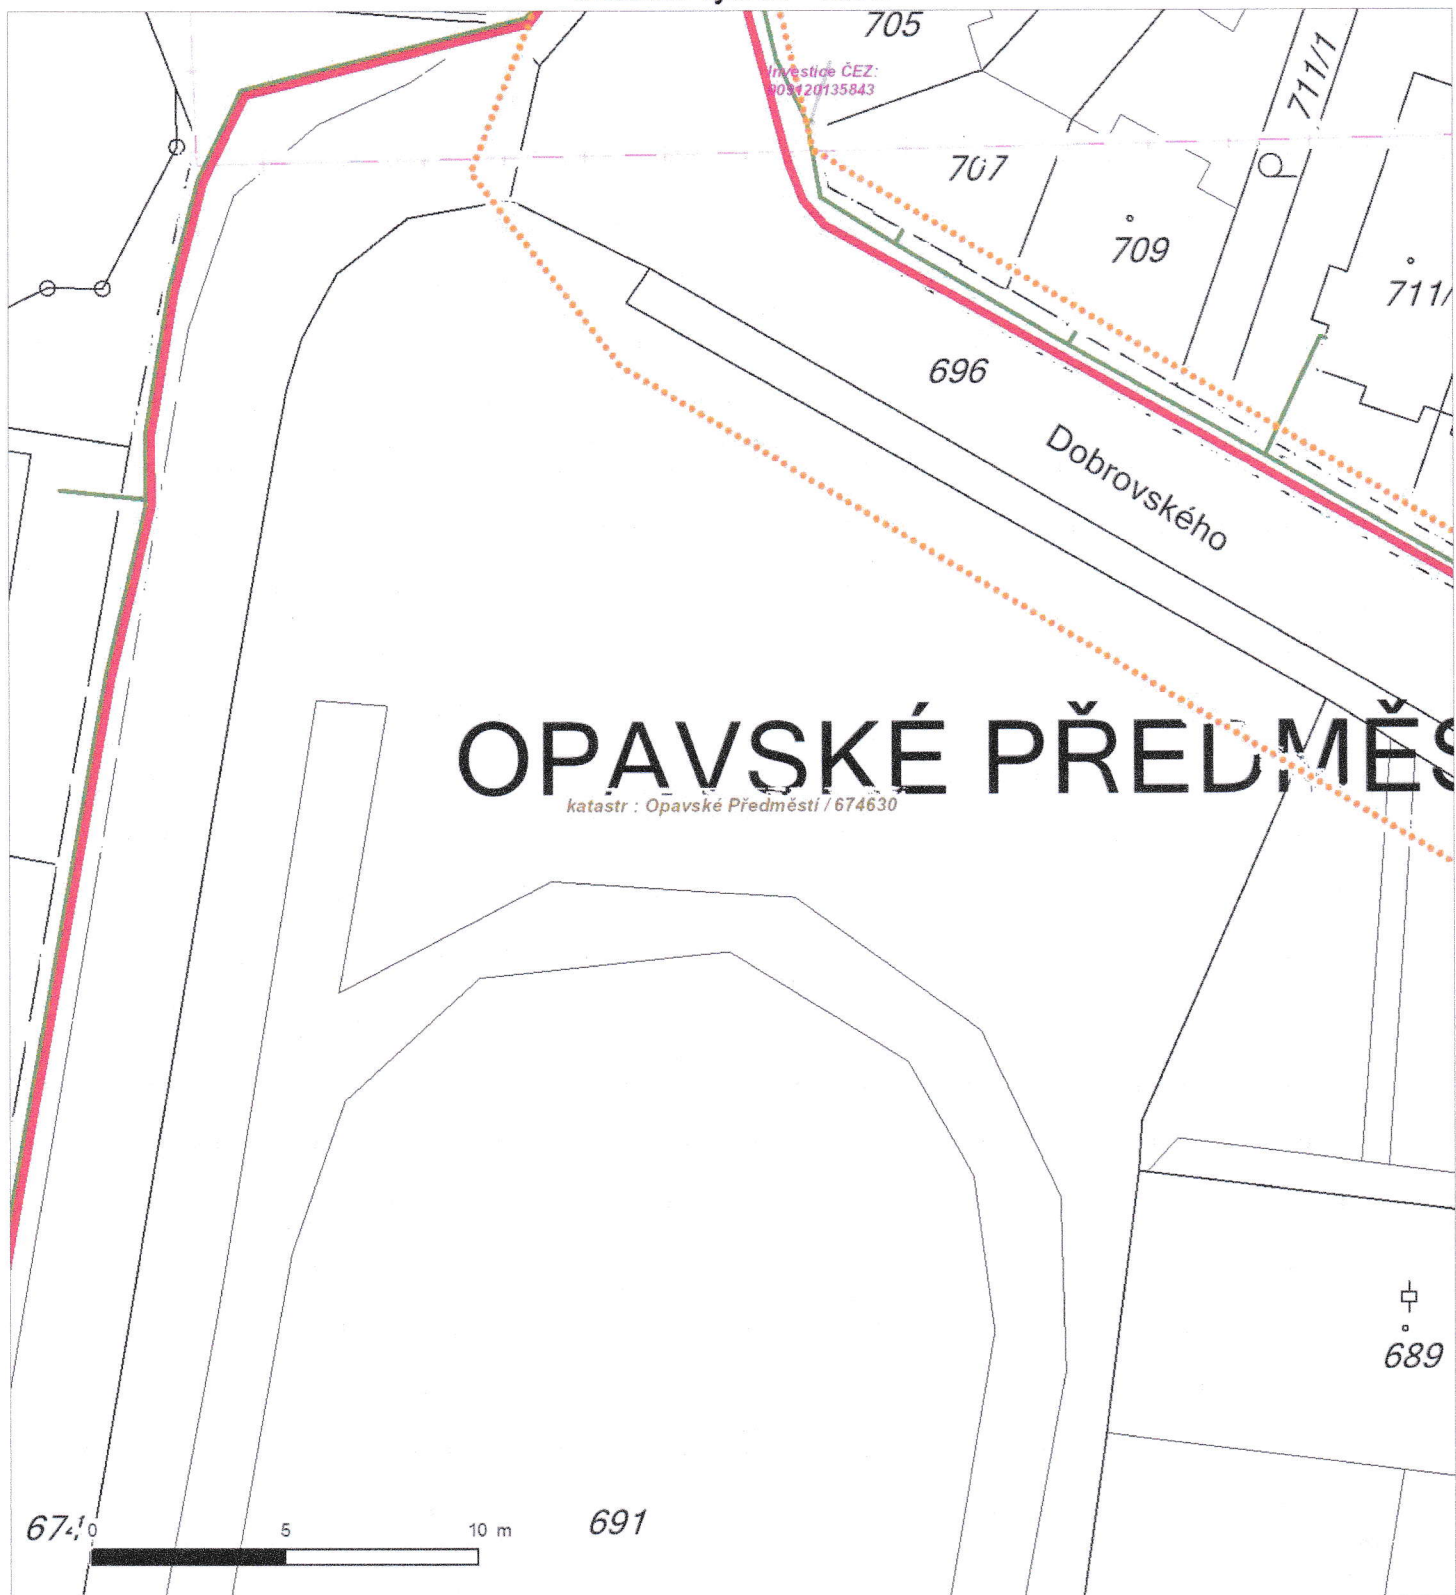 705
711/1
Investice ČEZ:
009120135843
707
709
711/
696
Dobrovského
OPAVSKÉ PŘEDMĚS
katastr : Opavské Předměstí / 674630
689
0 5 10 m
691